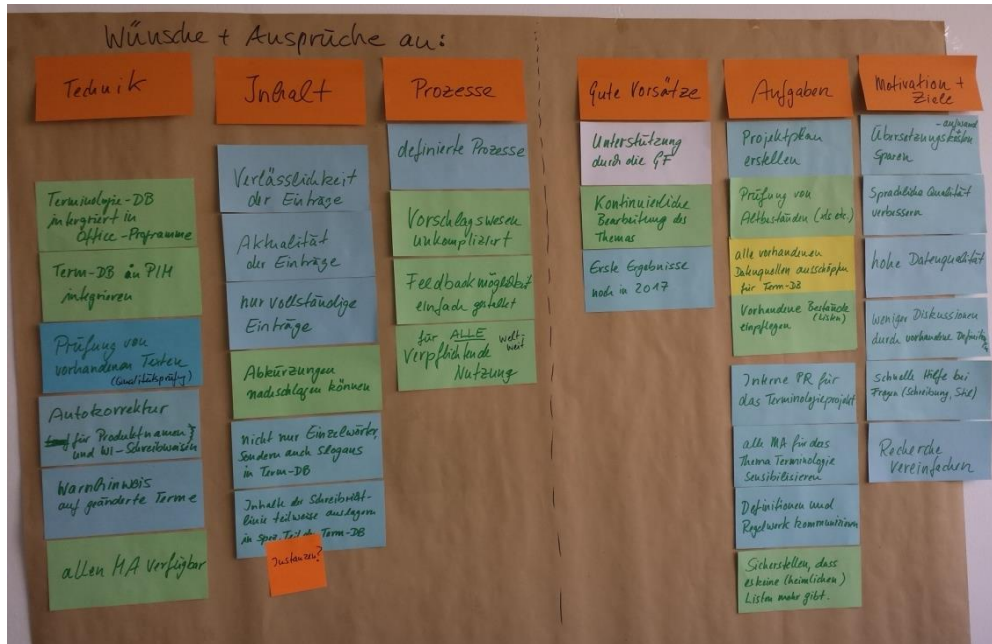 Wünsche + Ansprüche an:
Technik
Terminologie-DB
integriert in
Office-Programme
Term-DB in PIM
integrieren
Prüfung von
vorhandenen Texten
(Qualitätsprüfg)
Autokorrektur
für Produktnamen
und WI-Schreibweisen
Warnhinweis
auf geänderte Terme
allen MA verfügbar
Inhalt
Verlässlichkeit
der Einträge
Aktualität
der Einträge
nur vollständige
Einträge
Abkürzungen
nachschlagen können
nicht nur Einzelwörter,
sondern auch Slogans
in Term-DB
Inhalte der Schreibricht-
linie teilweise auslagern
in spez. Teil der Term-DB
Instanzen?
Prozesse
definierte Prozesse
Vorschlagswesen
unkompliziert
Feedbackmöglichkeit
einfach gestaltet
für ALLE weltweit
verpflichtende
Nutzung
Gute Vorsätze
Unterstützung
durch die GF
Kontinuierliche
Bearbeitung des
Themas
Erste Ergebnisse
noch in 2017
Aufgaben
Projektplan
erstellen
Prüfung von
Altbeständen (etc.)
alle vorhandenen
Datenquellen ausschöpfen
für Term-DB
Vorhandene Bestände
(Listen)
einpflegen
Interne PR für
das Terminologieprojekt
alle MA für das
Thema Terminologie
sensibilisieren
Definitionen und
Regelwerk kommunizieren
Sicherstellen, dass
es keine (heimlichen)
Listen mehr gibt.
Motivation +
Ziele
-aufwand
Übersetzungskosten
sparen
Sprachliche Qualität
verbessern
hohe Datenqualität
weniger Diskussionen
durch vorhandene
schnelle Hilfe bei
Fragen (Schreibung, Stil)
Recherche
vereinfachen